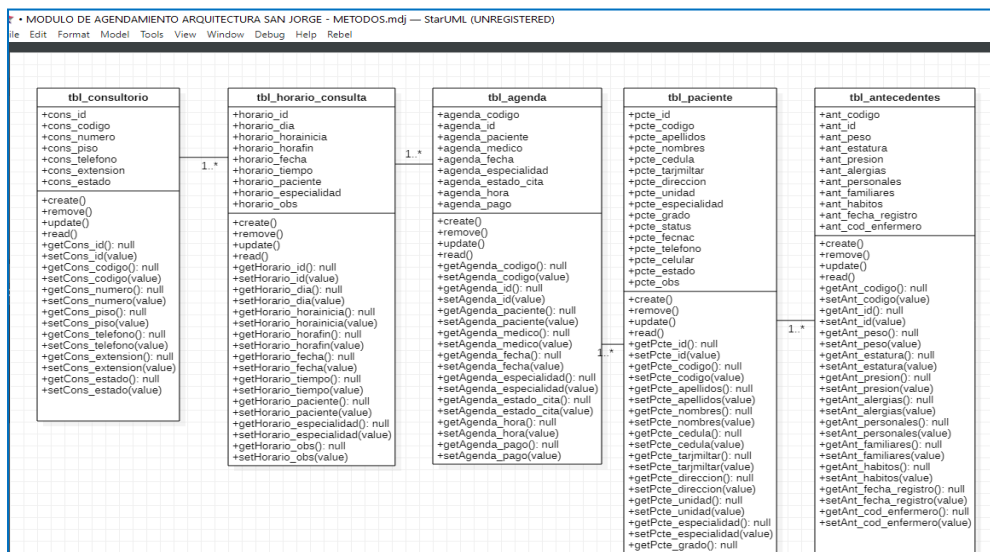 • MODULO DE AGENDAMIENTO ARQUITECTURA SAN JORGE - METODOS.mdj — StarUML (UNREGISTERED)
ile Edit Format Model Tools View Window Debug Help Rebel
tbl_consultorio
+cons_id
+cons_codigo
+cons_numero
+cons_piso
+cons_telefono
+cons_extension
+cons_estado
+create()
+remove()
+update()
+read()
+getCons_id(): null
+setCons_id(value)
+getCons_codigo(): null
+setCons_codigo(value)
+getCons_numero(): null
+setCons_numero(value)
+getCons_piso(): null
+setCons_piso(value)
+getCons_telefono(): null
+setCons_telefono(value)
+getCons_extension(): null
+setCons_extension(value)
+getCons_estado(): null
+setCons_estado(value)
1..*
tbl_horario_consulta
+horario_id
+horario_dia
+horario_horainicia
+horario_horafin
+horario_fecha
+horario_tiempo
+horario_paciente
+horario_especialidad
+horario_obs
+create()
+remove()
+update()
+read()
+getHorario_id(): null
+setHorario_id(value)
+getHorario_dia(): null
+setHorario_dia(value)
+getHorario_horainicia(): null
+setHorario_horainicia(value)
+getHorario_horafin(): null
+setHorario_horafin(value)
+getHorario_fecha(): null
+setHorario_fecha(value)
+getHorario_tiempo(): null
+setHorario_tiempo(value)
+getHorario_paciente(): null
+setHorario_paciente(value)
+getHorario_especialidad(): null
+setHorario_especialidad(value)
+getHorario_obs(): null
+setHorario_obs(value)
1..*
tbl_agenda
+agenda_codigo
+agenda_id
+agenda_paciente
+agenda_medico
+agenda_fecha
+agenda_especialidad
+agenda_estado_cita
+agenda_hora
+agenda_pago
+create()
+remove()
+update()
+read()
+getAgenda_codigo(): null
+setAgenda_codigo(value)
+getAgenda_id(): null
+setAgenda_id(value)
+getAgenda_paciente(): null
+setAgenda_paciente(value)
+getAgenda_medico(): null
+setAgenda_medico(value)
+getAgenda_fecha(): null
+setAgenda_fecha(value)
+getAgenda_especialidad(): null
+setAgenda_especialidad(value)
+getAgenda_estado_cita(): null
+setAgenda_estado_cita(value)
+getAgenda_hora(): null
+setAgenda_hora(value)
+getAgenda_pago(): null
+setAgenda_pago(value)
1..*
tbl_paciente
+pcte_id
+pcte_codigo
+pcte_apellidos
+pcte_nombres
+pcte_cedula
+pcte_tarjmiltar
+pcte_direccion
+pcte_unidad
+pcte_especialidad
+pcte_grado
+pcte_status
+pcte_fecnac
+pcte_telefono
+pcte_celular
+pcte_estado
+pcte_obs
+create()
+remove()
+update()
+read()
+getPcte_id(): null
+setPcte_id(value)
+getPcte_codigo(): null
+setPcte_codigo(value)
+getPcte_apellidos(): null
+setPcte_apellidos(value)
+getPcte_nombres(): null
+setPcte_nombres(value)
+getPcte_cedula(): null
+setPcte_cedula(value)
+getPcte_tarjmiltar(): null
+setPcte_tarjmiltar(value)
+getPcte_direccion(): null
+setPcte_direccion(value)
+getPcte_unidad(): null
+setPcte_unidad(value)
+getPcte_especialidad(): null
+setPcte_especialidad(value)
+getPcte_grado(): null
1..*
tbl_antecedentes
+ant_codigo
+ant_id
+ant_peso
+ant_estatura
+ant_presion
+ant_alergias
+ant_personales
+ant_familiares
+ant_habitos
+ant_fecha_registro
+ant_cod_enfermero
+create()
+remove()
+update()
+read()
+getAnt_codigo(): null
+setAnt_codigo(value)
+getAnt_id(): null
+setAnt_id(value)
+getAnt_peso(): null
+setAnt_peso(value)
+getAnt_estatura(): null
+setAnt_estatura(value)
+getAnt_presion(): null
+setAnt_presion(value)
+getAnt_alergias(): null
+setAnt_alergias(value)
+getAnt_personales(): null
+setAnt_personales(value)
+getAnt_familiares(): null
+setAnt_familiares(value)
+getAnt_habitos(): null
+setAnt_habitos(value)
+getAnt_fecha_registro(): null
+setAnt_fecha_registro(value)
+getAnt_cod_enfermero(): null
+setAnt_cod_enfermero(value)